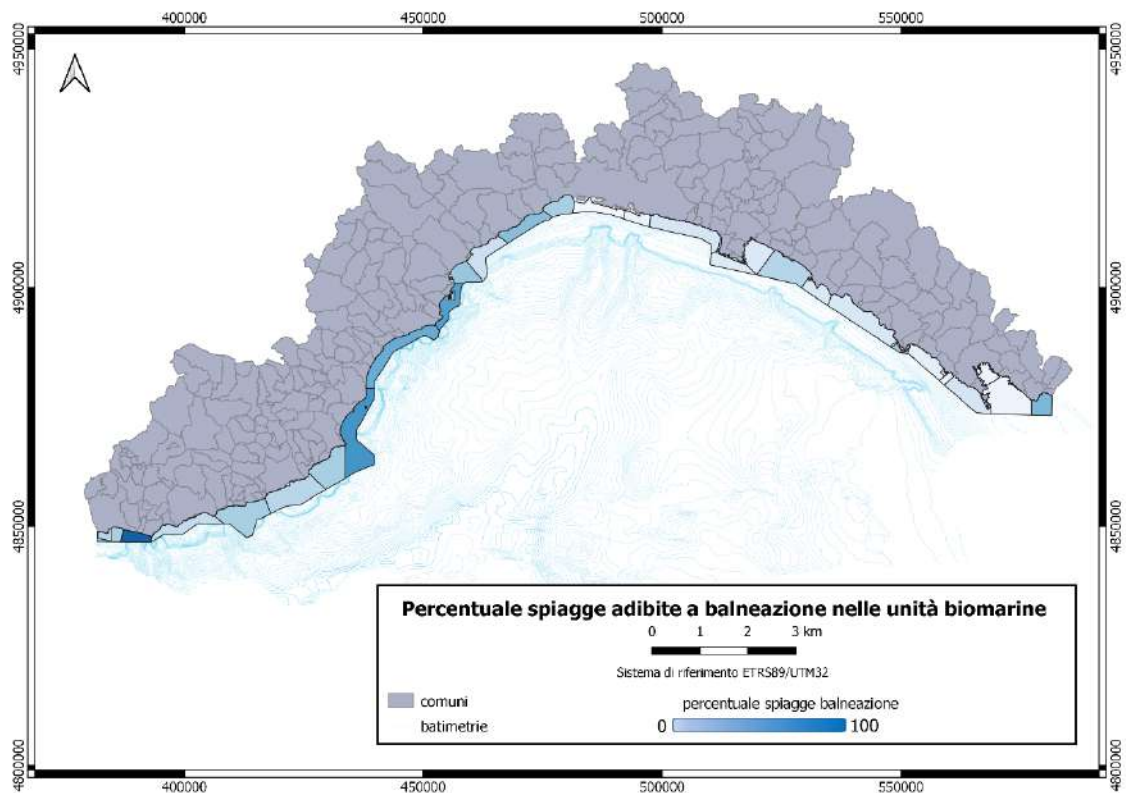 400000 450000 500000 550000
4950000 4950000
4900000 4900000
4850000 4850000
Percentuale spiagge adibite a balneazione nelle unità biomarine
0 1 2 3 km
Sistema di riferimento ETRS89/UTM32
comuni percentuale spiagge balneazione
batimetrie 0 100
4800000 4800000
400000 450000 500000 550000